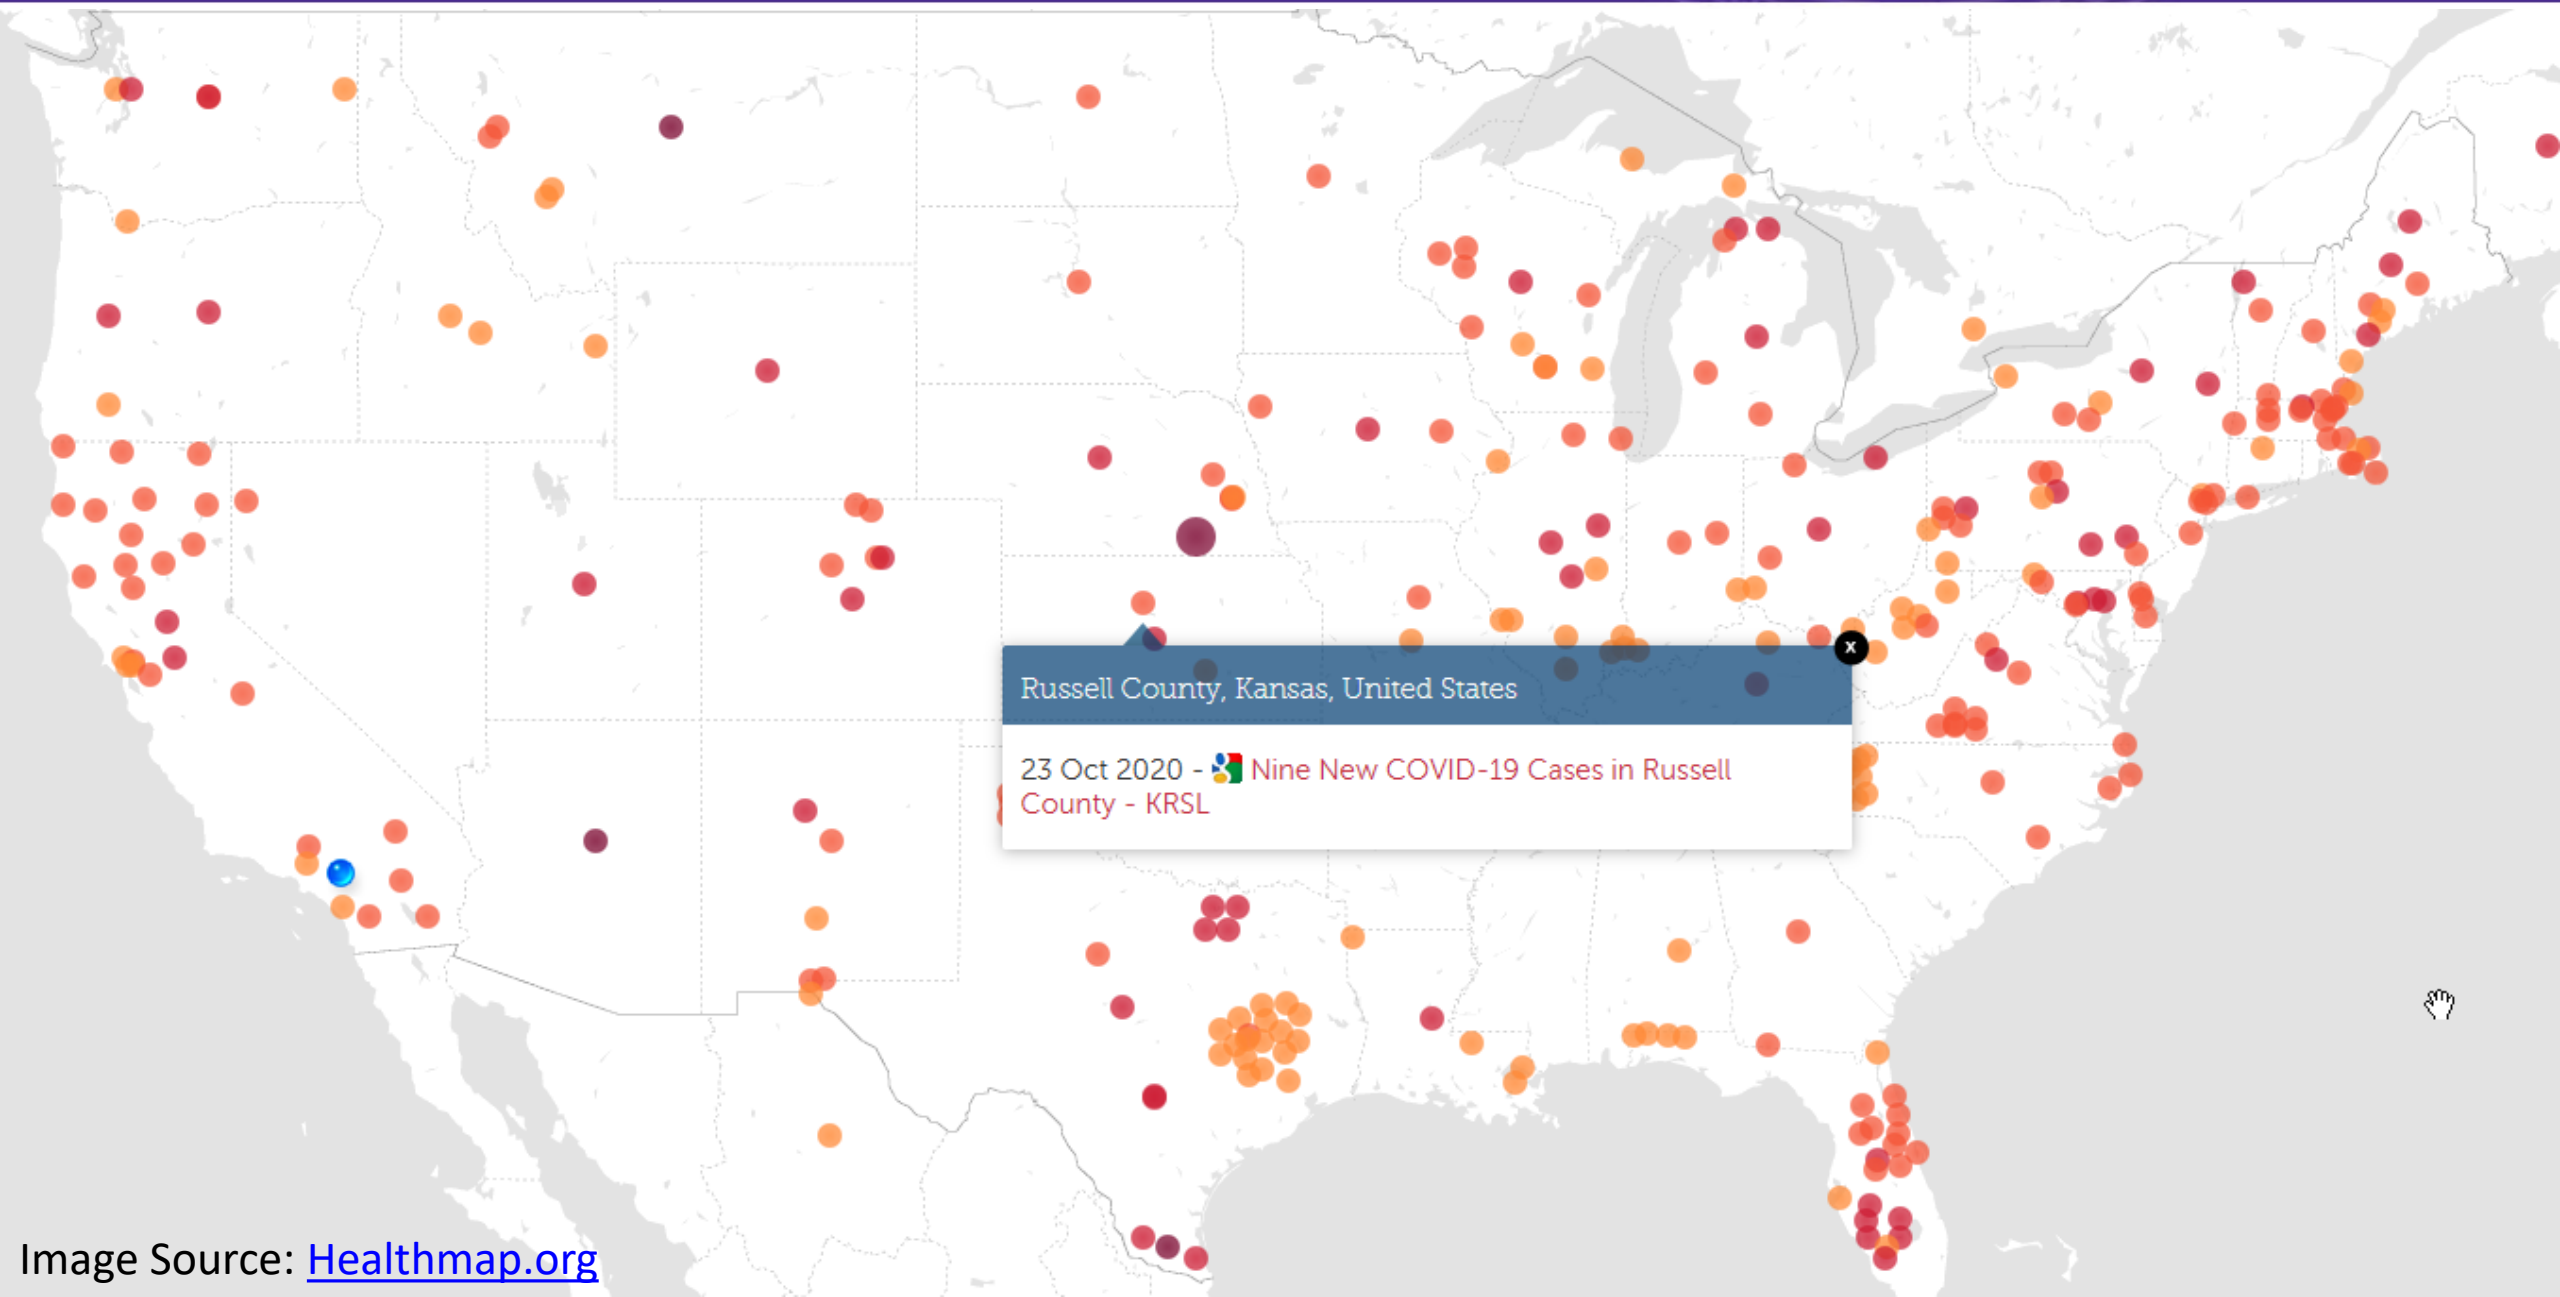 x
Russell County, Kansas, United States
23 Oct 2020 - Nine New COVID-19 Cases in Russell
County - KRSL
Image Source: Healthmap.org